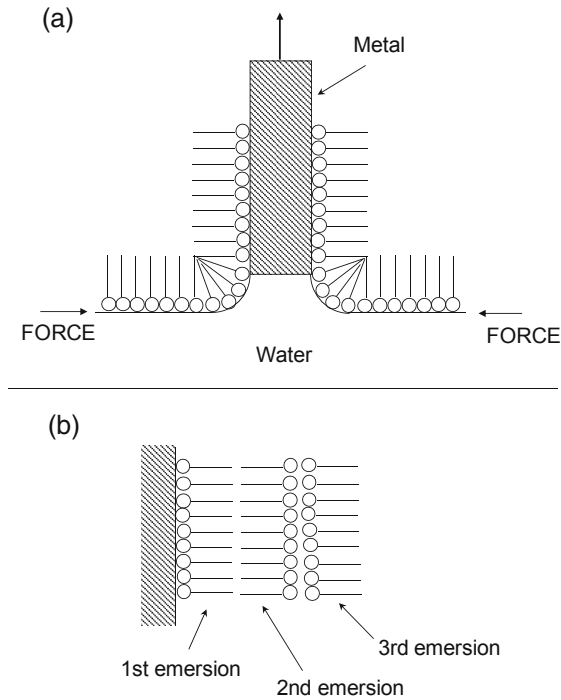 (a)
Metal
FORCE
FORCE
Water
(b)
1st emersion
2nd emersion
3rd emersion